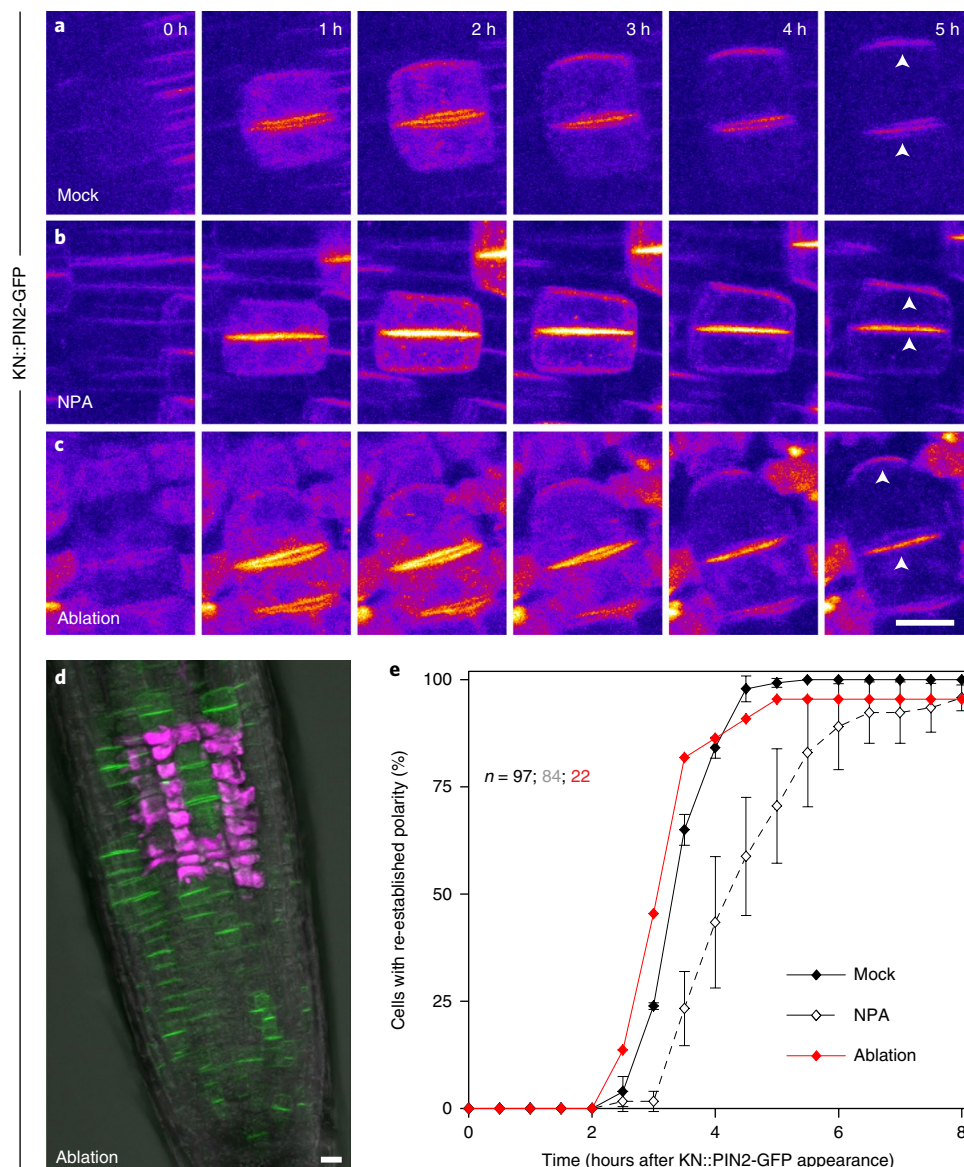 KN::PIN2-GFP
a
0 h
1 h
2 h
3 h
4 h
5 h
Mock
b
NPA
c
Ablation
d
Ablation
e
100
75
50
25
0
Cells with re-established polarity (%)
n = 97; 84; 22
Mock
NPA
Ablation
0
2
4
6
8
Time (hours after KN::PIN2-GFP appearance)